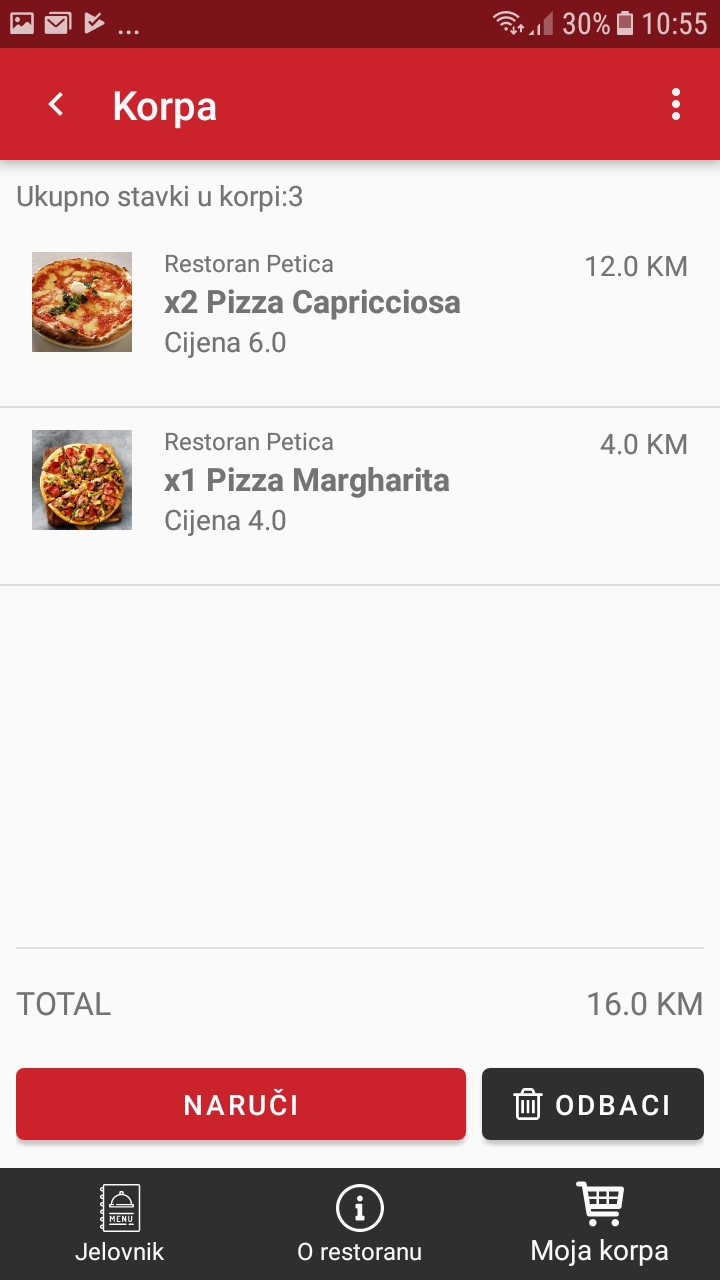 ... 30% 10:55
Korpa
Ukupno stavki u korpi:3
Restoran Petica 12.0 KM
x2 Pizza Capricciosa
Cijena 6.0
Restoran Petica 4.0 KM
x1 Pizza Margharita
Cijena 4.0
TOTAL 16.0 KM
NARUČI ODBACI
MENU
Jelovnik O restoranu Moja korpa